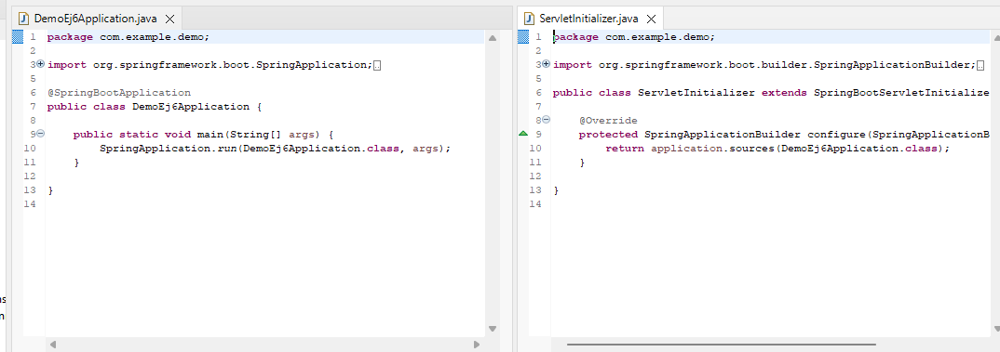 DemoEj6Application.java
1 package com.example.demo;
2
3 import org.springframework.boot.SpringApplication;
5
6 @SpringBootApplication
7 public class DemoEj6Application {
8
9 public static void main(String[] args) {
10 SpringApplication.run(DemoEj6Application.class, args);
11 }
12
13 }
14
ServletInitializer.java
1 package com.example.demo;
2
3 import org.springframework.boot.builder.SpringApplicationBuilder;
5
6 public class ServletInitializer extends SpringBootServletInitialize
7
8 @Override
9 protected SpringApplicationBuilder configure(SpringApplicationB
10 return application.sources(DemoEj6Application.class);
11 }
12
13 }
14